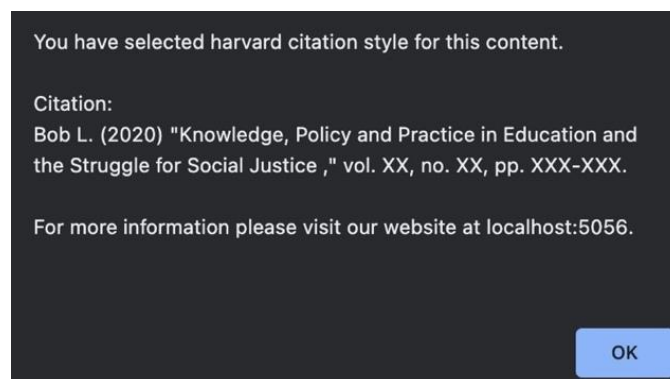 You have selected harvard citation style for this content.
Citation:
Bob L. (2020) "Knowledge, Policy and Practice in Education and
the Struggle for Social Justice ," vol. XX, no. XX, pp. XXX-XXX.
For more information please visit our website at localhost:5056.
OK